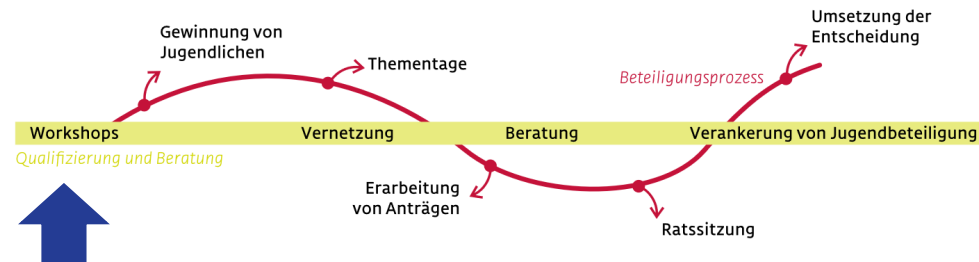 Gewinnung von
Jugendlichen
Thementage
Umsetzung der
Entscheidung
Beteiligungsprozess
Workshops
Vernetzung
Beratung
Verankerung von Jugendbeteiligung
Qualifizierung und Beratung
Erarbeitung
von Anträgen
Ratssitzung